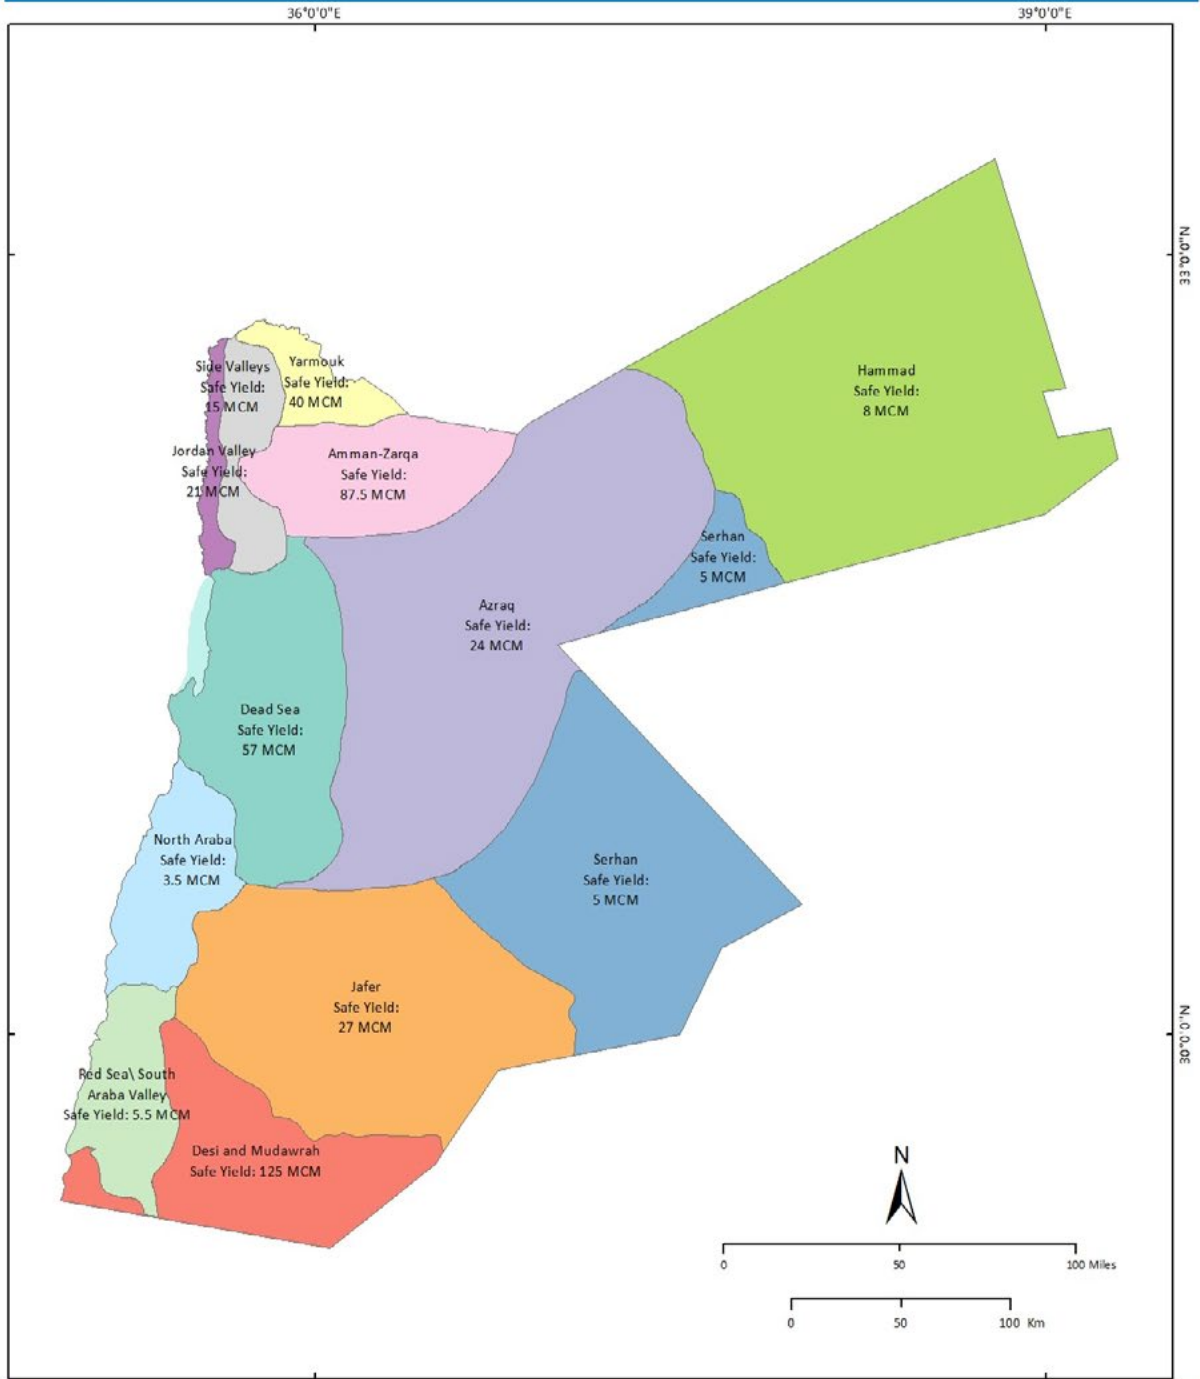 36°0'0"E
39°0'0"E
33°0'0"N
Side Valleys
Safe Yield:
15 MCM
Yarmouk
Safe Yield:
40 MCM
Hammad
Safe Yield:
8 MCM
Jordan Valley
Safe Yield:
21 MCM
Amman-Zarqa
Safe Yield:
87.5 MCM
Serhan
Safe Yield:
5 MCM
Azraq
Safe Yield:
24 MCM
Dead Sea
Safe Yield:
57 MCM
North Araba
Safe Yield:
3.5 MCM
Serhan
Safe Yield:
5 MCM
Jafer
Safe Yield:
27 MCM
30°0'0"N
Red Sea\ South
Araba Valley
Safe Yield: 5.5 MCM
Desi and Mudawrah
Safe Yield: 125 MCM
N
0 50 100 Miles
0 50 100 Km